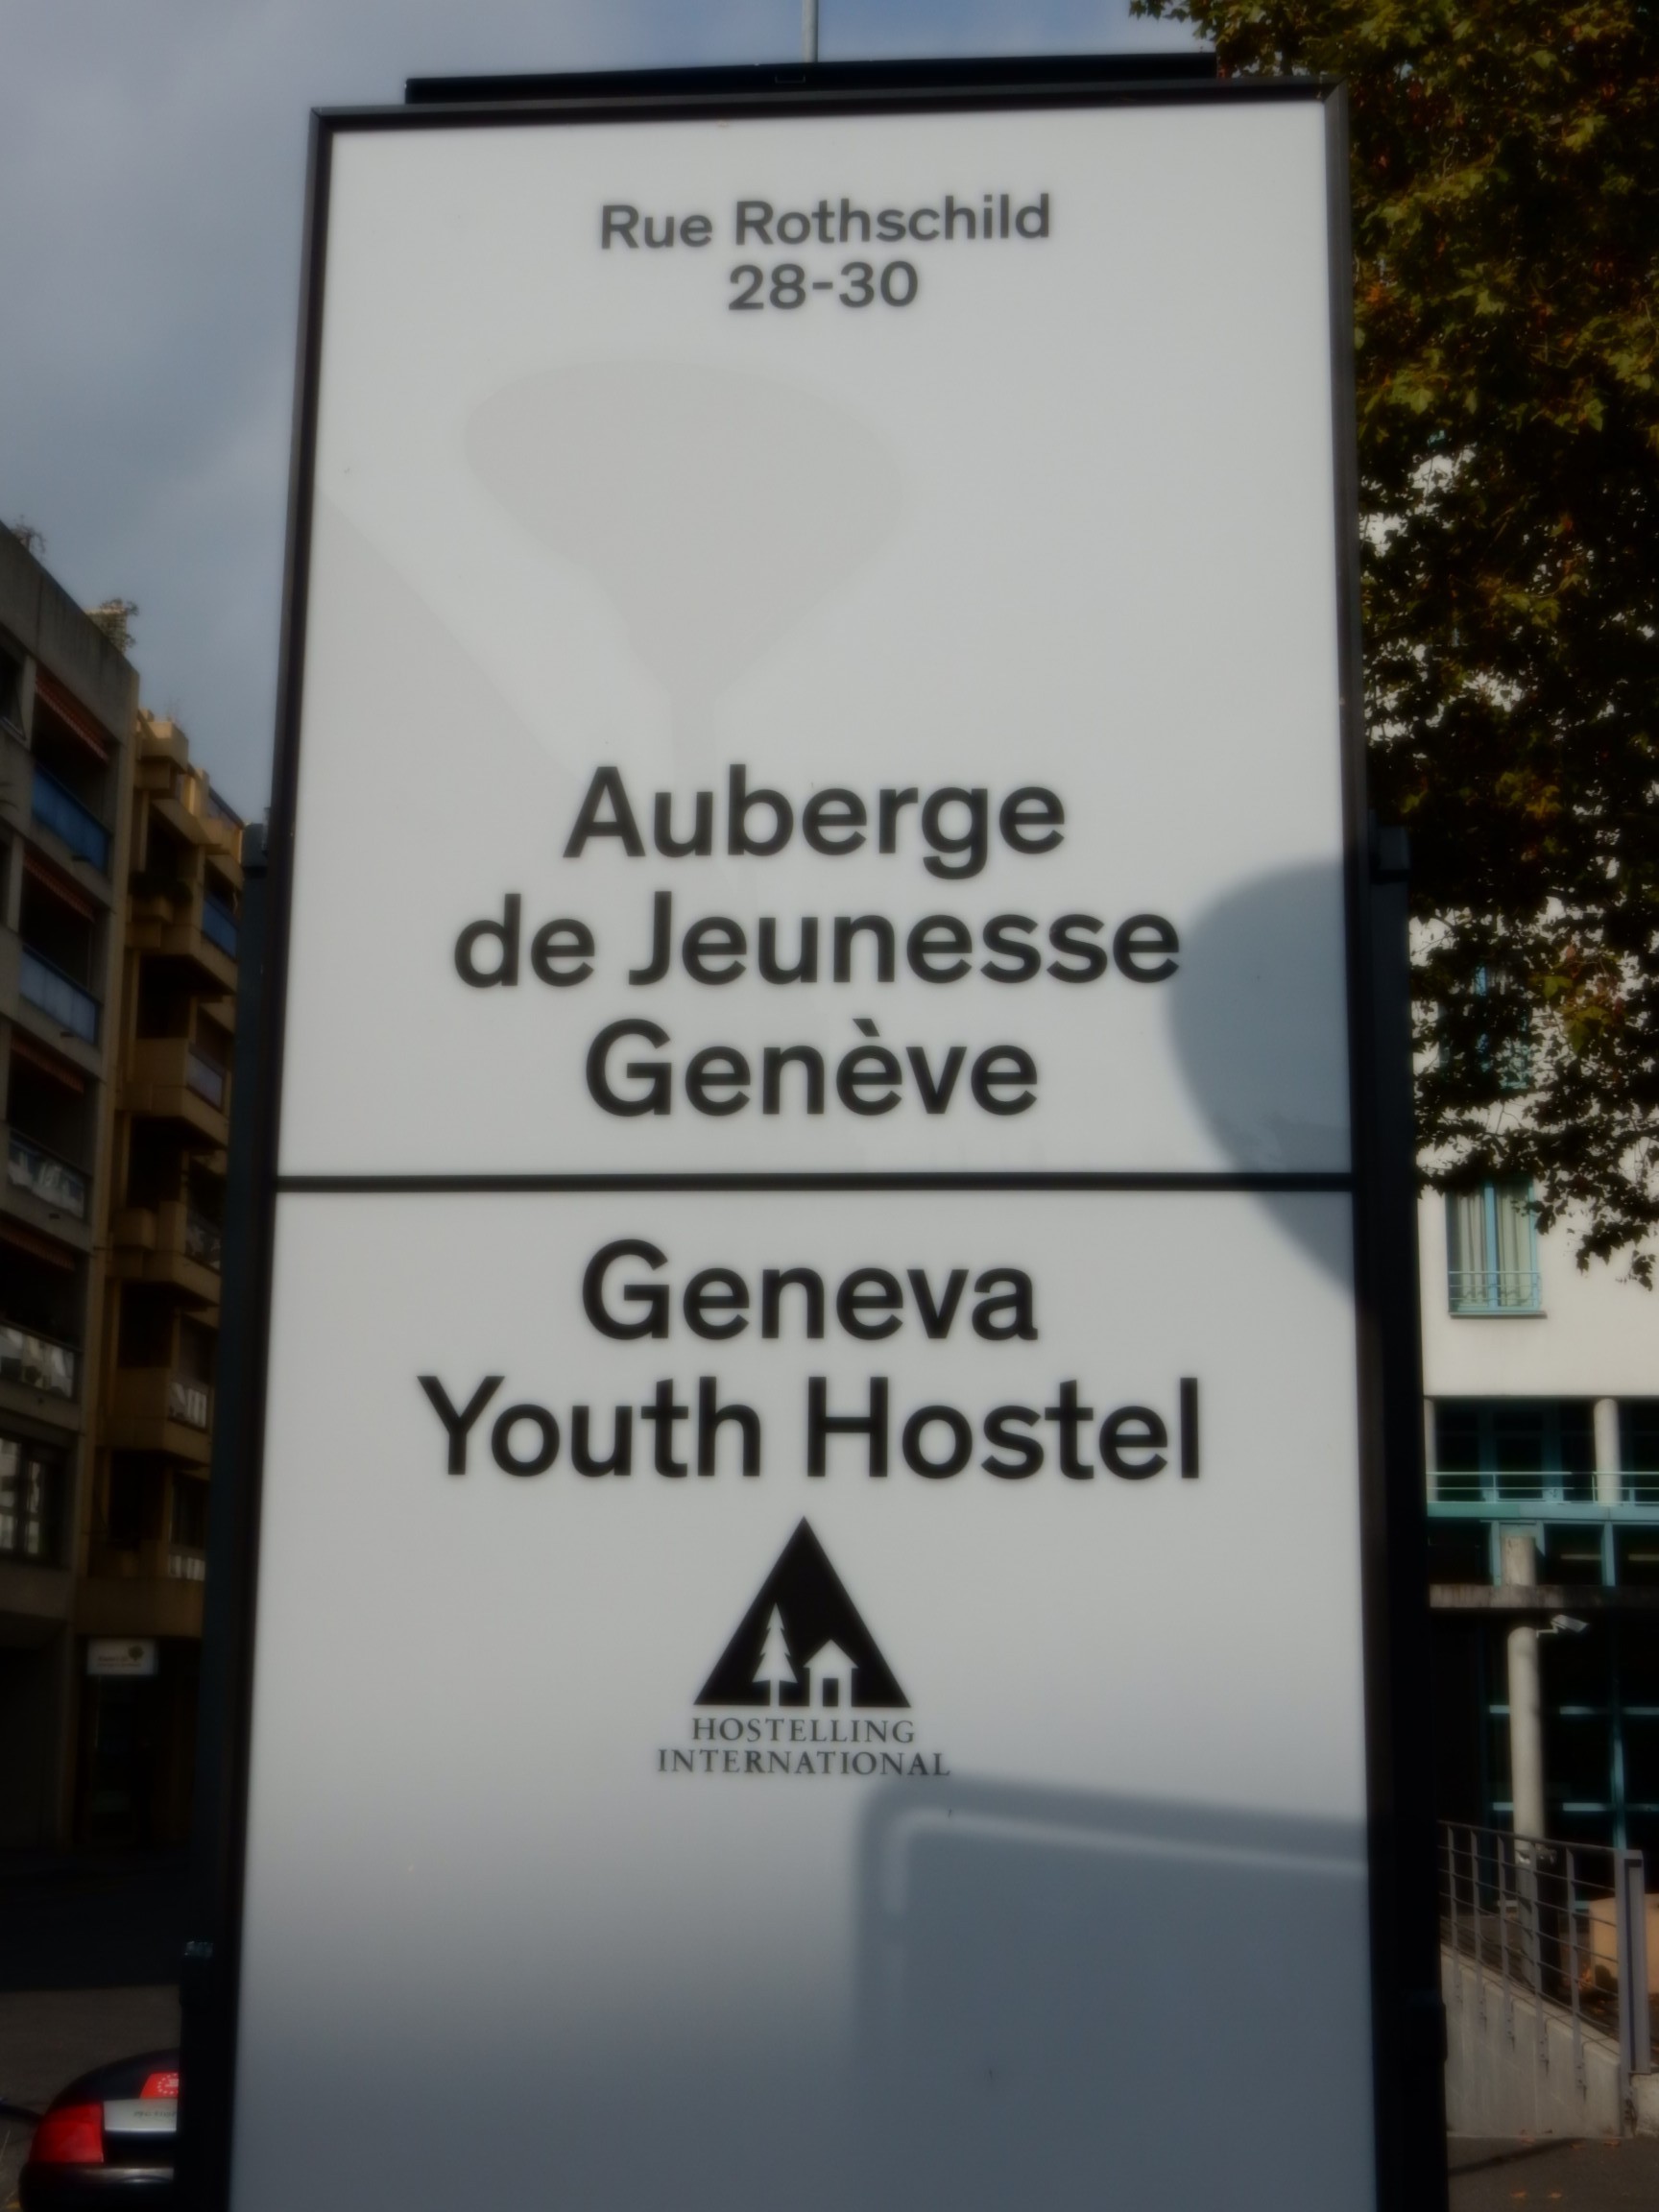 Rue Rothschild
28-30
Auberge
de Jeunesse
Genève
Geneva
Youth Hostel
HOSTELLING
INTERNATIONAL